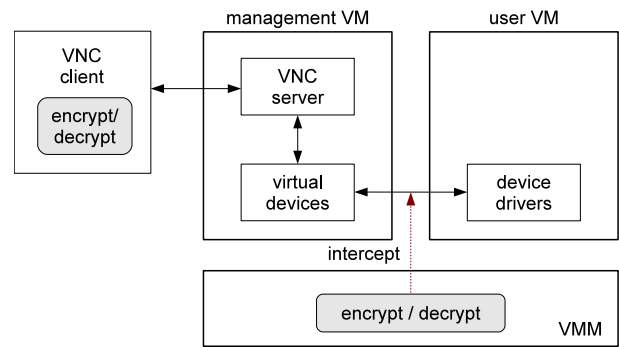 management VM
user VM
VNC
client
encrypt/
decrypt
VNC
server
virtual
devices
device
drivers
intercept
encrypt / decrypt
VMM